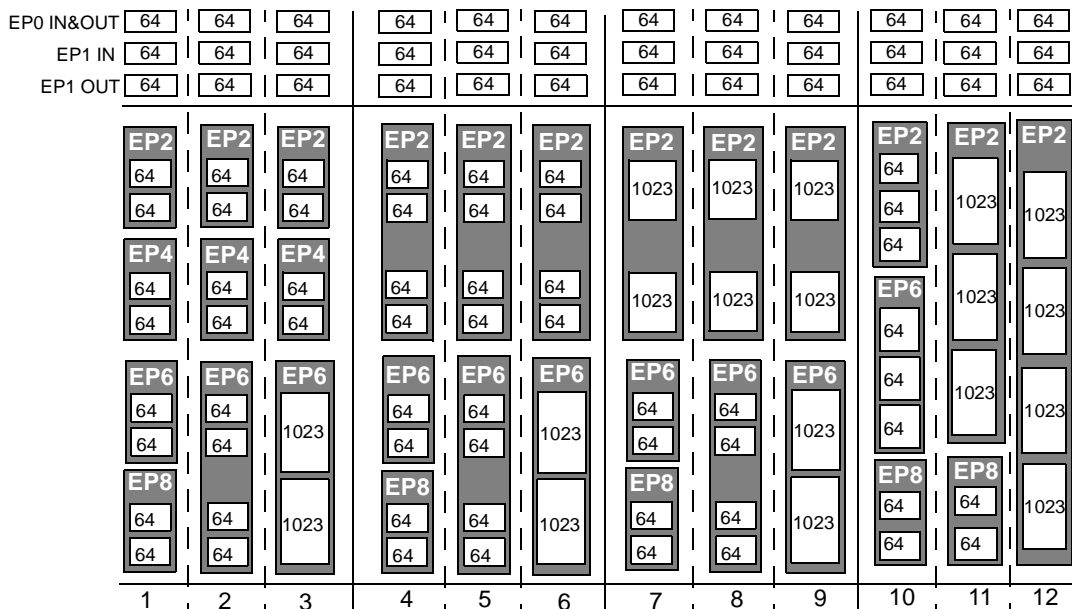 EP0 IN&OUT 64 64 64 64 64 64 64 64 64 64 64 64
EP1 IN 64 64 64 64 64 64 64 64 64 64 64 64
EP1 OUT 64 64 64 64 64 64 64 64 64 64 64 64
EP2 EP2 EP2 EP2 EP2 EP2 EP2 EP2 EP2 EP2 EP2 EP2
64 64 64 64 64 64 1023 1023 1023 64
64 64 64 64 64 64 64 1023 1023
64
EP4 EP4 EP4
64 64 64 64 64 64 EP6
1023 1023 1023 1023 1023
64 64 64 64 64 64 64
EP6 EP6 EP6 EP6 EP6 EP6 EP6 EP6 EP6 64
1023
64 64 64 64 64 64 1023
1023 1023 1023 64
64 64 64 64 64 64
EP8 EP8 EP8 EP8 EP8
64 64 1023
64 64 1023 64 64 1023 64 64 1023
64 64 64 64 64 64 64 64
1 2 3 4 5 6 7 8 9 10 11 12